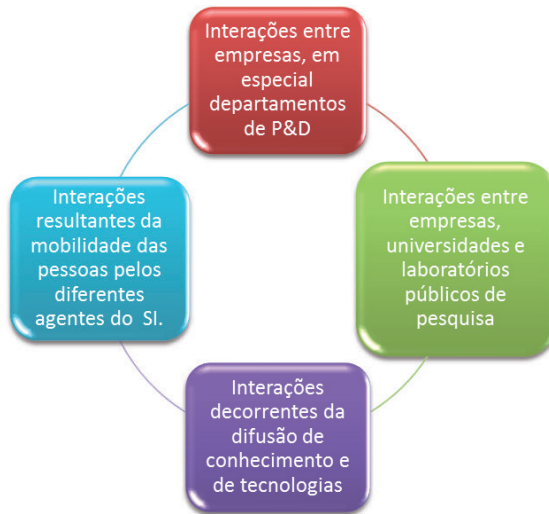 Interações entre
empresas, em
especial
departamentos
de P&D
Interações entre
empresas,
universidades e
laboratórios
públicos de
pesquisa
Interações
decorrentes da
difusão de
conhecimento e
de tecnologias
Interações
resultantes da
mobilidade das
pessoas pelos
diferentes
agentes do SI.